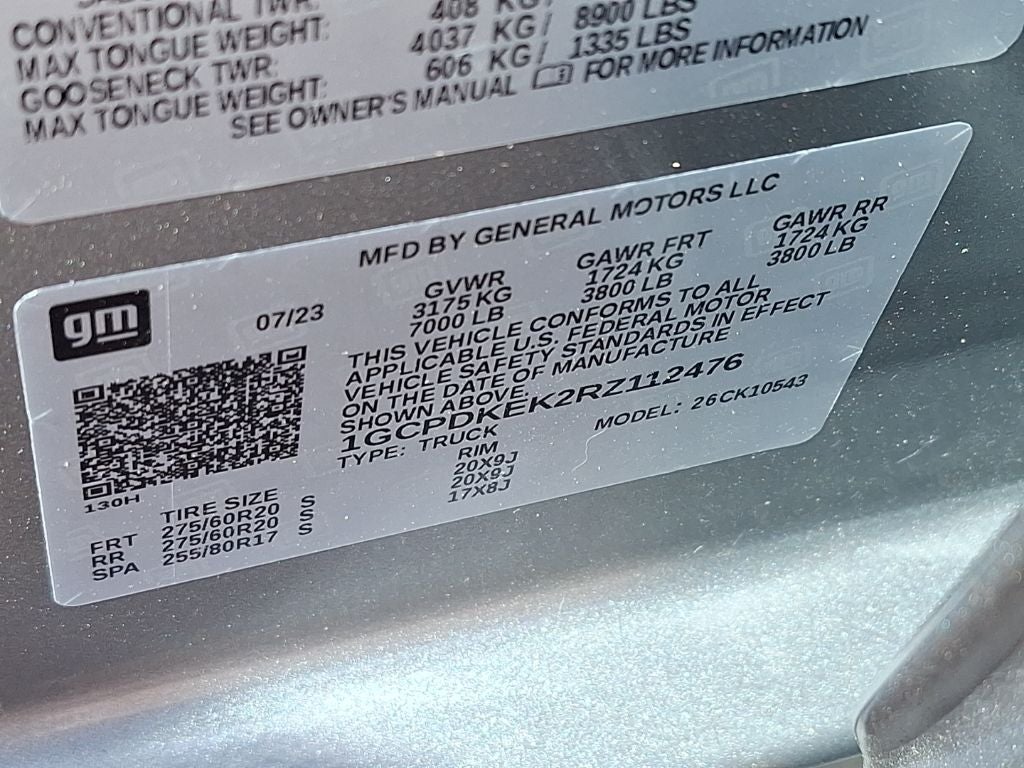 CONVENTIONAL TWR:
MAX TONGUE WEIGHT: 408 KG/
GOOSENECK TWR: 4037 KG/ 8900 LBS
MAX TONGUE WEIGHT: 606 KG/ 1335 LBS
SEE OWNER'S MANUAL FOR MORE INFORMATION
MFD BY GENERAL MOTORS LLC
gm
07/23
GVWR GAWR FRT GAWR RR
3175 KG 1724 KG 1724 KG
7000 LB 3800 LB 3800 LB
THIS VEHICLE CONFORMS TO ALL
APPLICABLE U.S. FEDERAL MOTOR
VEHICLE SAFETY STANDARDS IN EFFECT
ON THE DATE OF MANUFACTURE
SHOWN ABOVE.
1GCPDKEK2RZ112476
TYPE: TRUCK MODEL: 26CK10543
130H
TIRE SIZE RIM
FRT 275/60R20 S 20X9J
RR 275/60R20 S 20X9J
SPA 255/80R17 S 17X8J